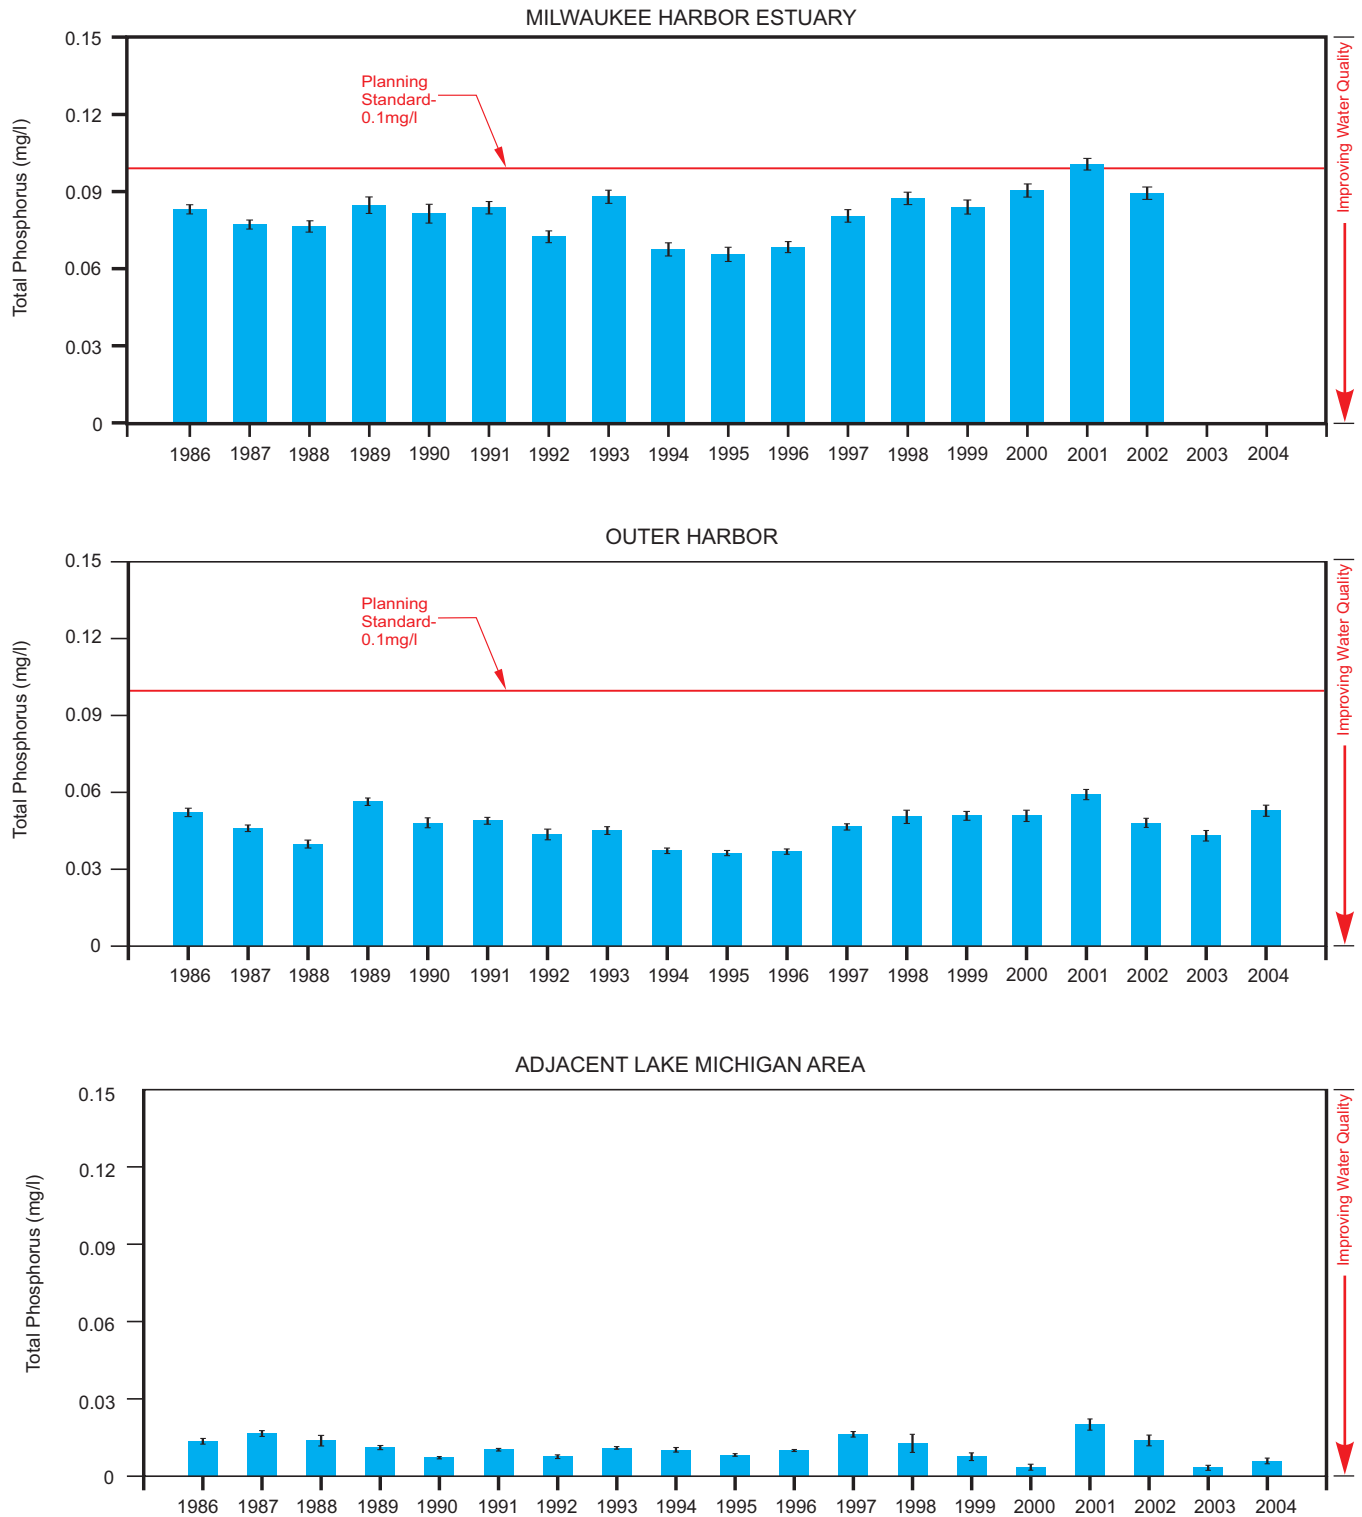 MILWAUKEE HARBOR ESTUARY
0.15
0.12
0.09
0.06
0.03
0
Total Phosphorus (mg/l)
Planning
Standard-
0.1mg/l
Improving Water Quality
1986 1987 1988 1989 1990 1991 1992 1993 1994 1995 1996 1997 1998 1999 2000 2001 2002 2003 2004
OUTER HARBOR
0.15
0.12
0.09
0.06
0.03
0
Total Phosphorus (mg/l)
Planning
Standard-
0.1mg/l
Improving Water Quality
1986 1987 1988 1989 1990 1991 1992 1993 1994 1995 1996 1997 1998 1999 2000 2001 2002 2003 2004
ADJACENT LAKE MICHIGAN AREA
0.15
0.12
0.09
0.06
0.03
0
Total Phosphorus (mg/l)
Improving Water Quality
1986 1987 1988 1989 1990 1991 1992 1993 1994 1995 1996 1997 1998 1999 2000 2001 2002 2003 2004